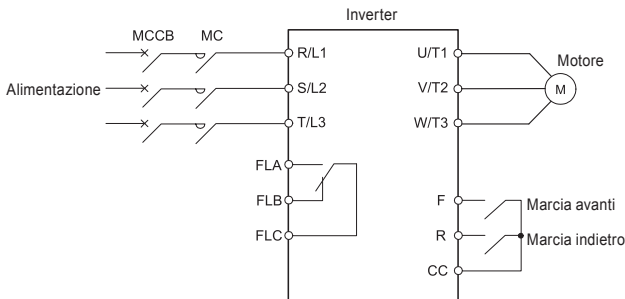 Inverter
MCCB MC
R/L1 U/T1
Motore
Alimentazione S/L2 V/T2 M
T/L3 W/T3
FLA
FLB F Marcia avanti
FLC R Marcia indietro
CC